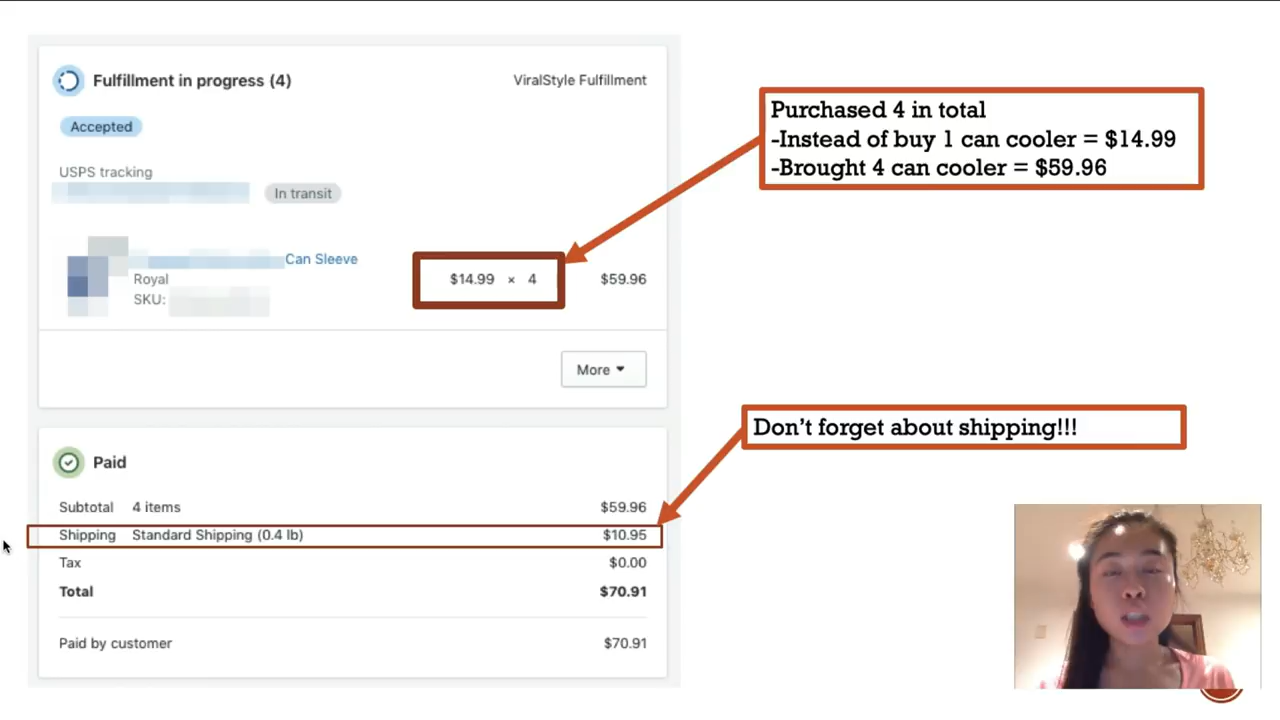 Fulfillment in progress (4)
ViralStyle Fulfillment
Accepted
USPS tracking
In transit
Can Sleeve
Royal
$14.99 × 4
$59.96
SKU:
More
Paid
Subtotal 4 items $59.96
Shipping Standard Shipping (0.4 lb) $10.95
Tax $0.00
Total $70.91
Paid by customer $70.91
Purchased 4 in total
-Instead of buy 1 can cooler = $14.99
-Brought 4 can cooler = $59.96
Don't forget about shipping!!!